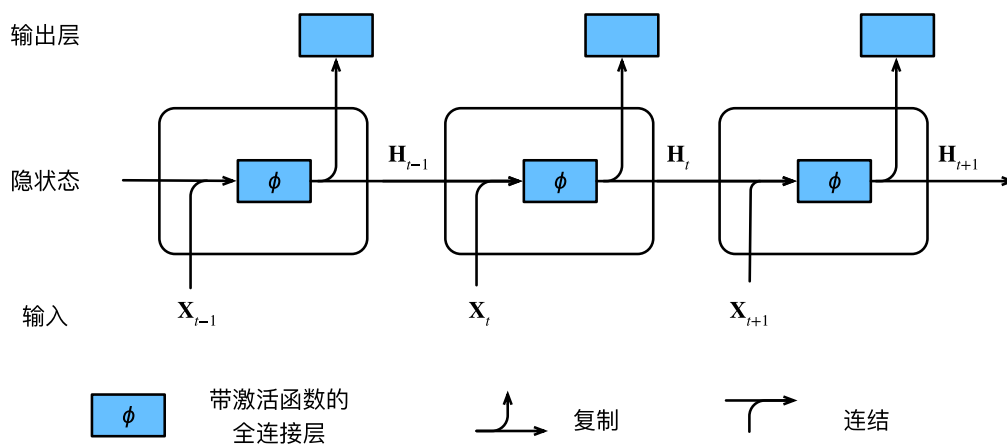 输出层
隐状态
ϕ
H_{t-1}
ϕ
H_t
ϕ
H_{t+1}
输入
X_{t-1}
X_t
X_{t+1}
ϕ
带激活函数的
全连接层
复制
连结